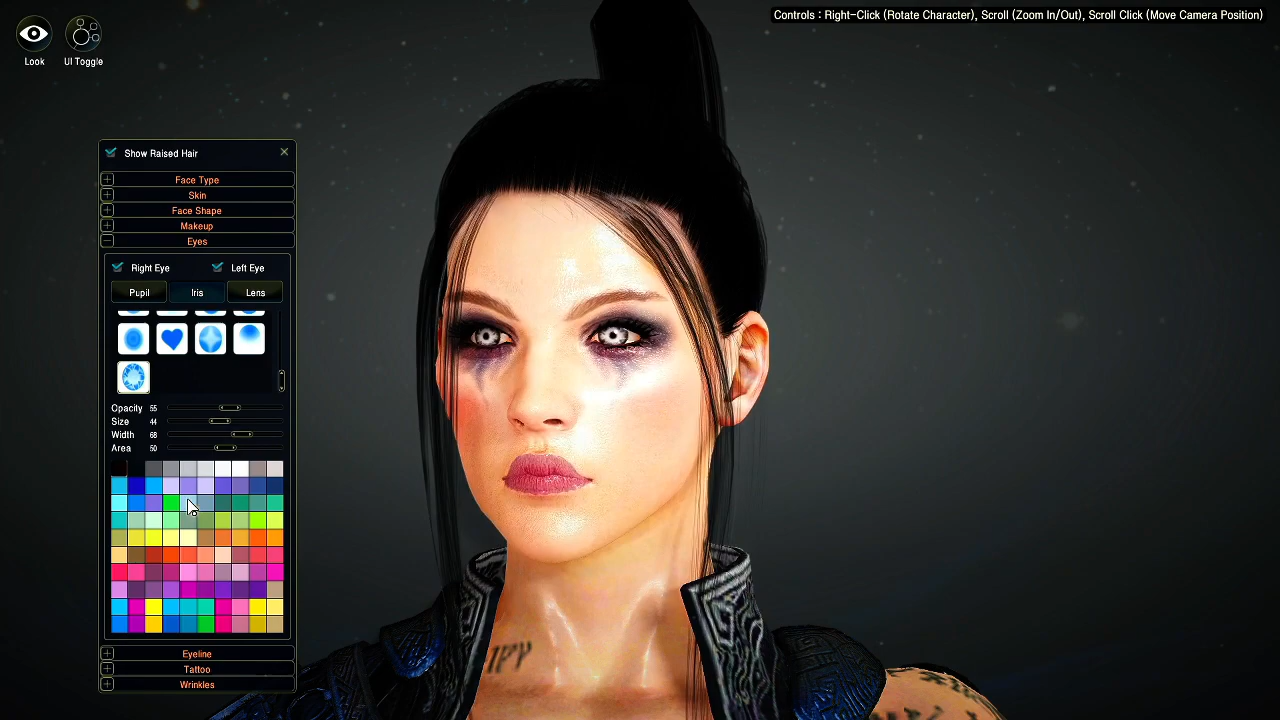 Controls : Right-Click (Rotate Character), Scroll (Zoom In/Out), Scroll Click (Move Camera Position)
Look
UI Toggle
Show Raised Hair
Face Type
Skin
Face Shape
Makeup
Eyes
Right Eye Left Eye
Pupil Iris Lens
Opacity 55
Size 44
Width 68
Area 50
Eyeline
Tattoo
Wrinkles